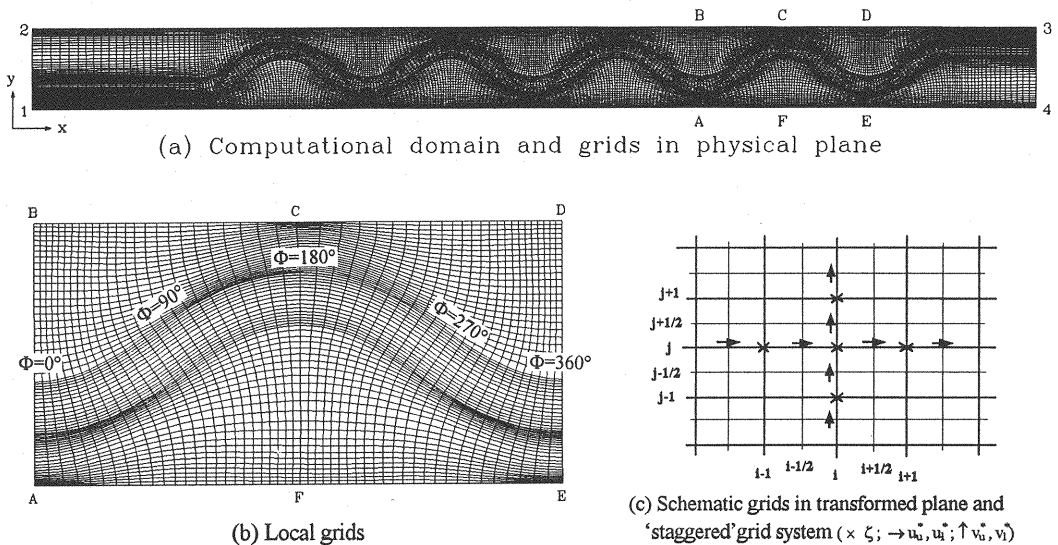 B C D
2 3
y
1 4
x A F E
(a) Computational domain and grids in physical plane
B C D
Φ=180°
Φ=90°
Φ=270°
Φ=0° Φ=360°
A F E
(b) Local grids
j+1
j+1/2
j
j-1/2
j-1
i-1 i-1/2 i i+1/2 i+1
(c) Schematic grids in transformed plane and
‘staggered’grid system (× ζ; →u*u, u*l; ↑ v*u, v*l)